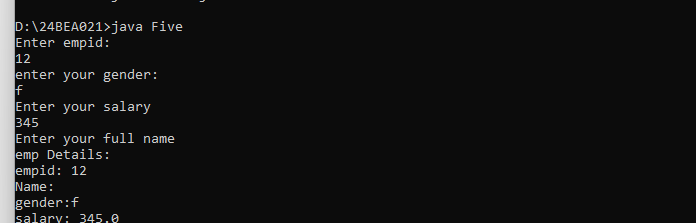 D:\24BEA021>java Five
Enter empid:
12
enter your gender:
f
Enter your salary
345
Enter your full name
emp Details:
empid: 12
Name:
gender:f
salary: 345.0